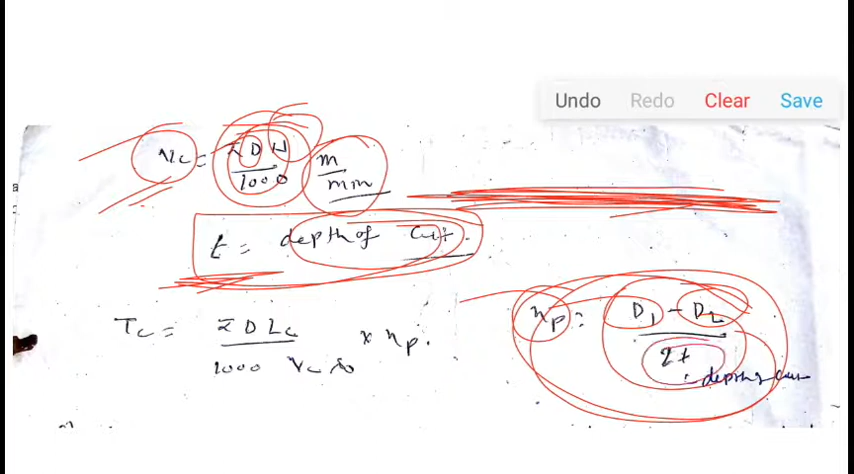 Undo Redo Clear Save
Vc = πDN/1000 m/min
t = depth of cut.
Tc = πDLc/1000 Vc so × np.
np = D1 - D2/2t
: depth of cut